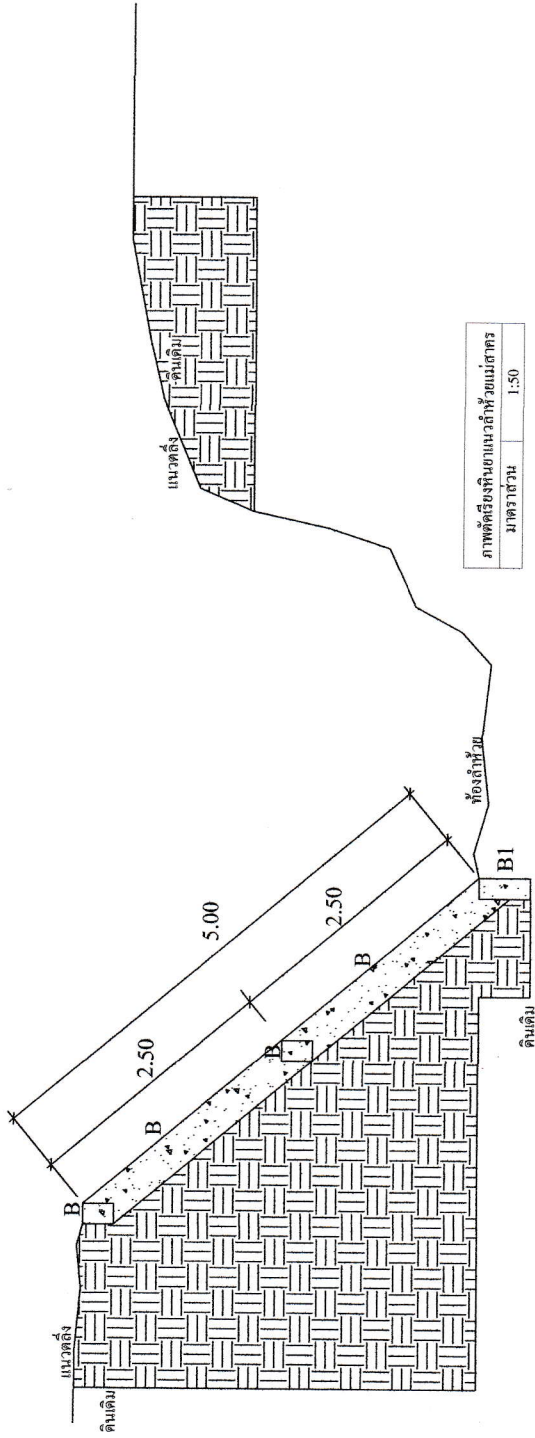 แนวตลิ่ง
ดินเดิม
B
2.50
B
5.00
B
2.50
B
B1
ดินเดิม
ท้องลำห้วย
แนวตลิ่ง
ดินเดิม
ภาพตัดเรียงหินยาแนวลำห้วยแม่สาคร
มาตราส่วน 1:50